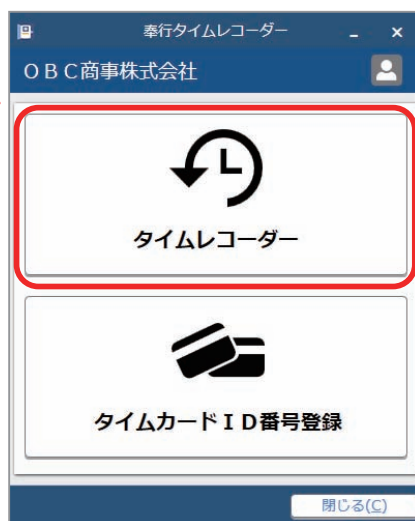 奉行タイムレコーダー
ＯＢＣ商事株式会社
タイムレコーダー
タイムカードＩＤ番号登録
閉じる(C)